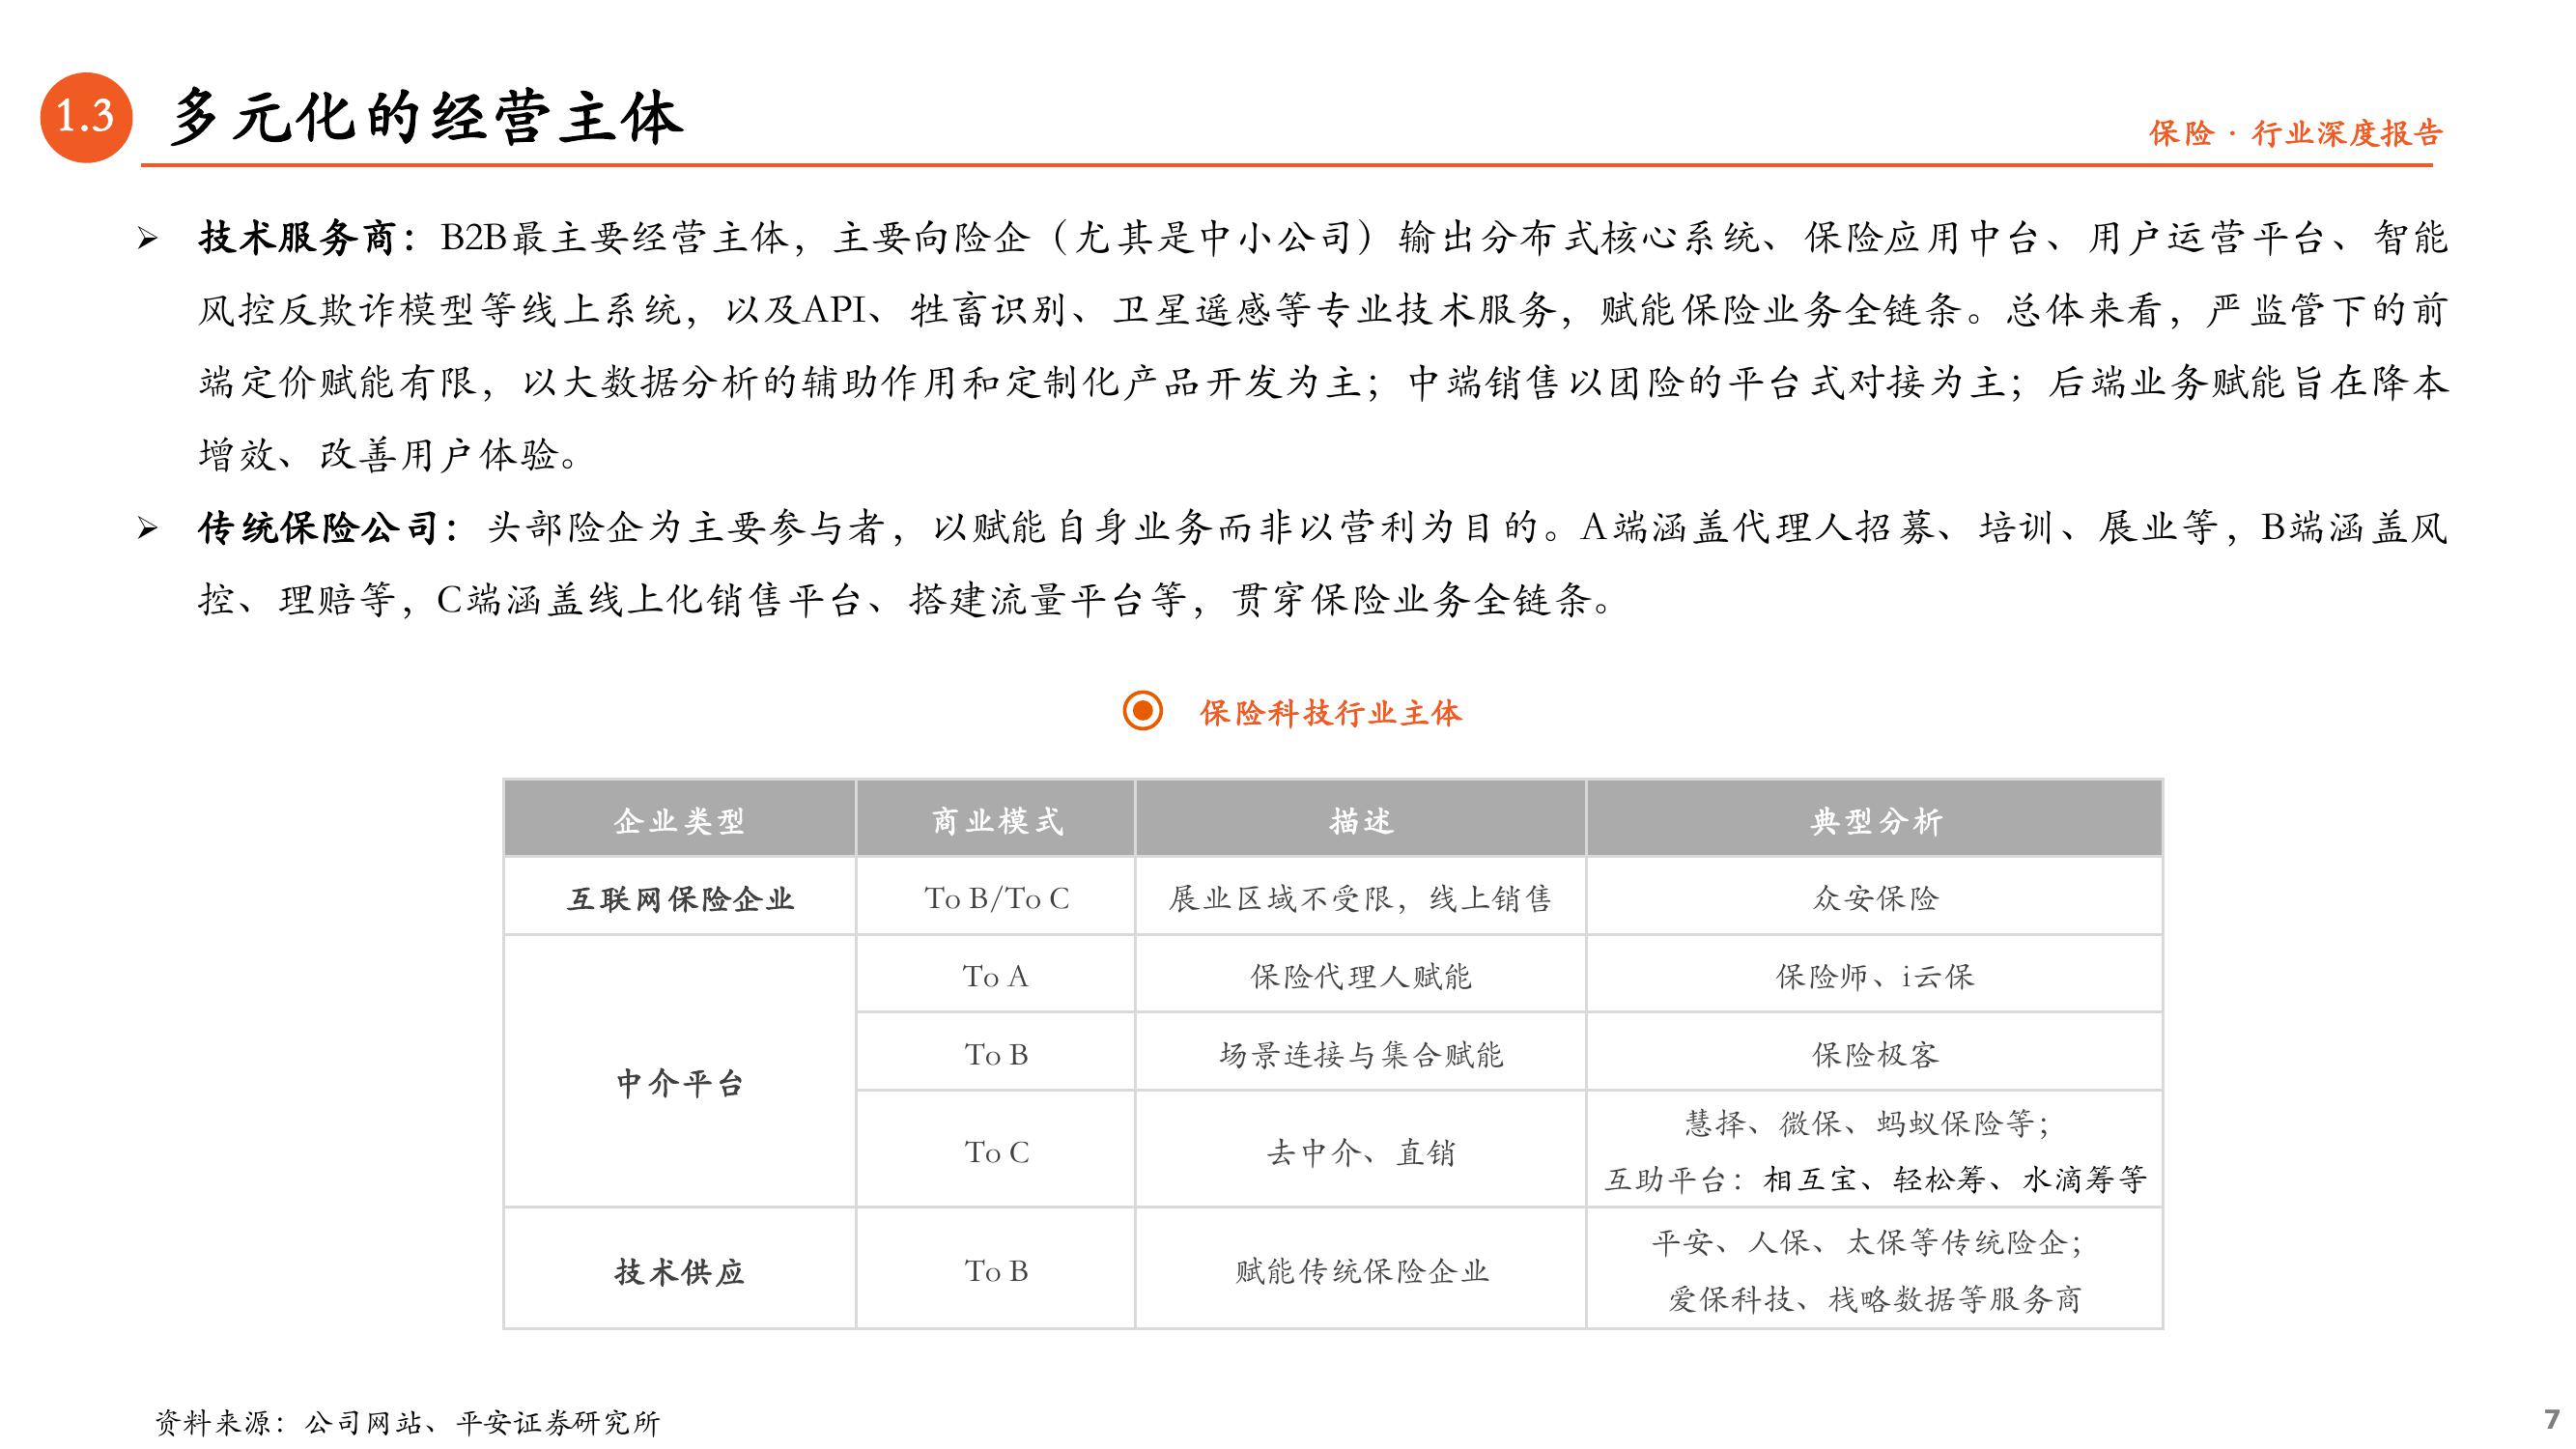 1.3 多元化的经营主体
保险 · 行业深度报告
➢ 技术服务商：B2B最主要经营主体，主要向险企（尤其是中小公司）输出分布式核心系统、保险应用中台、用户运营平台、智能
风控反欺诈模型等线上系统，以及API、牲畜识别、卫星遥感等专业技术服务，赋能保险业务全链条。总体来看，严监管下的前
端定价赋能有限，以大数据分析的辅助作用和定制化产品开发为主；中端销售以团险的平台式对接为主；后端业务赋能旨在降本
增效、改善用户体验。
➢ 传统保险公司：头部险企为主要参与者，以赋能自身业务而非以营利为目的。A端涵盖代理人招募、培训、展业等，B端涵盖风
控、理赔等，C端涵盖线上化销售平台、搭建流量平台等，贯穿保险业务全链条。
保险科技行业主体
企业类型 商业模式 描述 典型分析
互联网保险企业 To B/To C 展业区域不受限，线上销售 众安保险
中介平台
To A 保险代理人赋能 保险师、i云保
To B 场景连接与集合赋能 保险极客
To C 去中介、直销
慧择、微保、蚂蚁保险等；
互助平台：相互宝、轻松筹、水滴筹等
技术供应 To B 赋能传统保险企业
平安、人保、太保等传统险企；
爱保科技、栈略数据等服务商
资料来源：公司网站、平安证券研究所
7